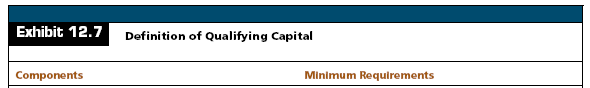 Exhibit 12.7 Definition of Qualifying Capital
Components Minimum Requirements